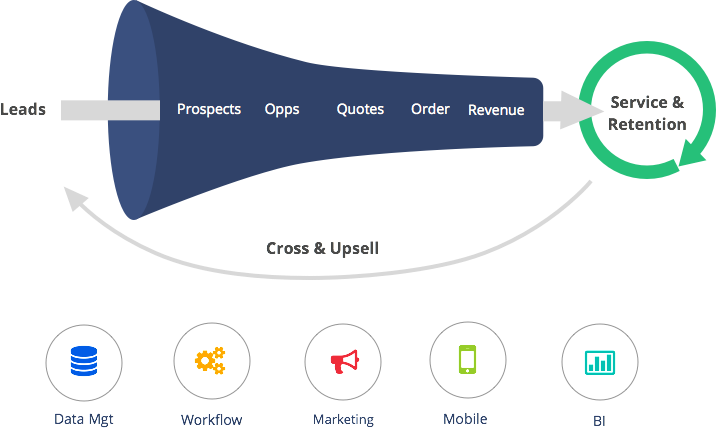 Leads
Prospects Opps Quotes Order Revenue
Service &
Retention
Cross & Upsell
Data Mgt Workflow Marketing Mobile BI